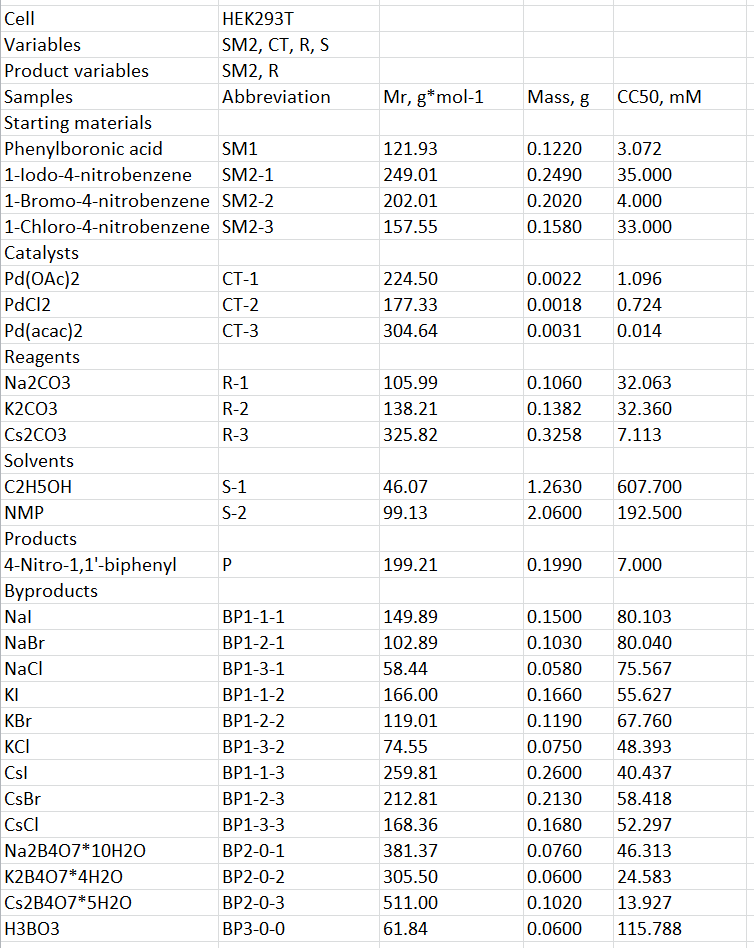 Cell HEK293T
Variables SM2, CT, R, S
Product variables SM2, R
Samples Abbreviation Mr, g*mol-1 Mass, g CC50, mM
Starting materials
Phenylboronic acid SM1 121.93 0.1220 3.072
1-Iodo-4-nitrobenzene SM2-1 249.01 0.2490 35.000
1-Bromo-4-nitrobenzene SM2-2 202.01 0.2020 4.000
1-Chloro-4-nitrobenzene SM2-3 157.55 0.1580 33.000
Catalysts
Pd(OAc)2 CT-1 224.50 0.0022 1.096
PdCl2 CT-2 177.33 0.0018 0.724
Pd(acac)2 CT-3 304.64 0.0031 0.014
Reagents
Na2CO3 R-1 105.99 0.1060 32.063
K2CO3 R-2 138.21 0.1382 32.360
Cs2CO3 R-3 325.82 0.3258 7.113
Solvents
C2H5OH S-1 46.07 1.2630 607.700
NMP S-2 99.13 2.0600 192.500
Products
4-Nitro-1,1'-biphenyl P 199.21 0.1990 7.000
Byproducts
NaI BP1-1-1 149.89 0.1500 80.103
NaBr BP1-2-1 102.89 0.1030 80.040
NaCl BP1-3-1 58.44 0.0580 75.567
KI BP1-1-2 166.00 0.1660 55.627
KBr BP1-2-2 119.01 0.1190 67.760
KCl BP1-3-2 74.55 0.0750 48.393
CsI BP1-1-3 259.81 0.2600 40.437
CsBr BP1-2-3 212.81 0.2130 58.418
CsCl BP1-3-3 168.36 0.1680 52.297
Na2B4O7*10H2O BP2-0-1 381.37 0.0760 46.313
K2B4O7*4H2O BP2-0-2 305.50 0.0600 24.583
Cs2B4O7*5H2O BP2-0-3 511.00 0.1020 13.927
H3BO3 BP3-0-0 61.84 0.0600 115.788